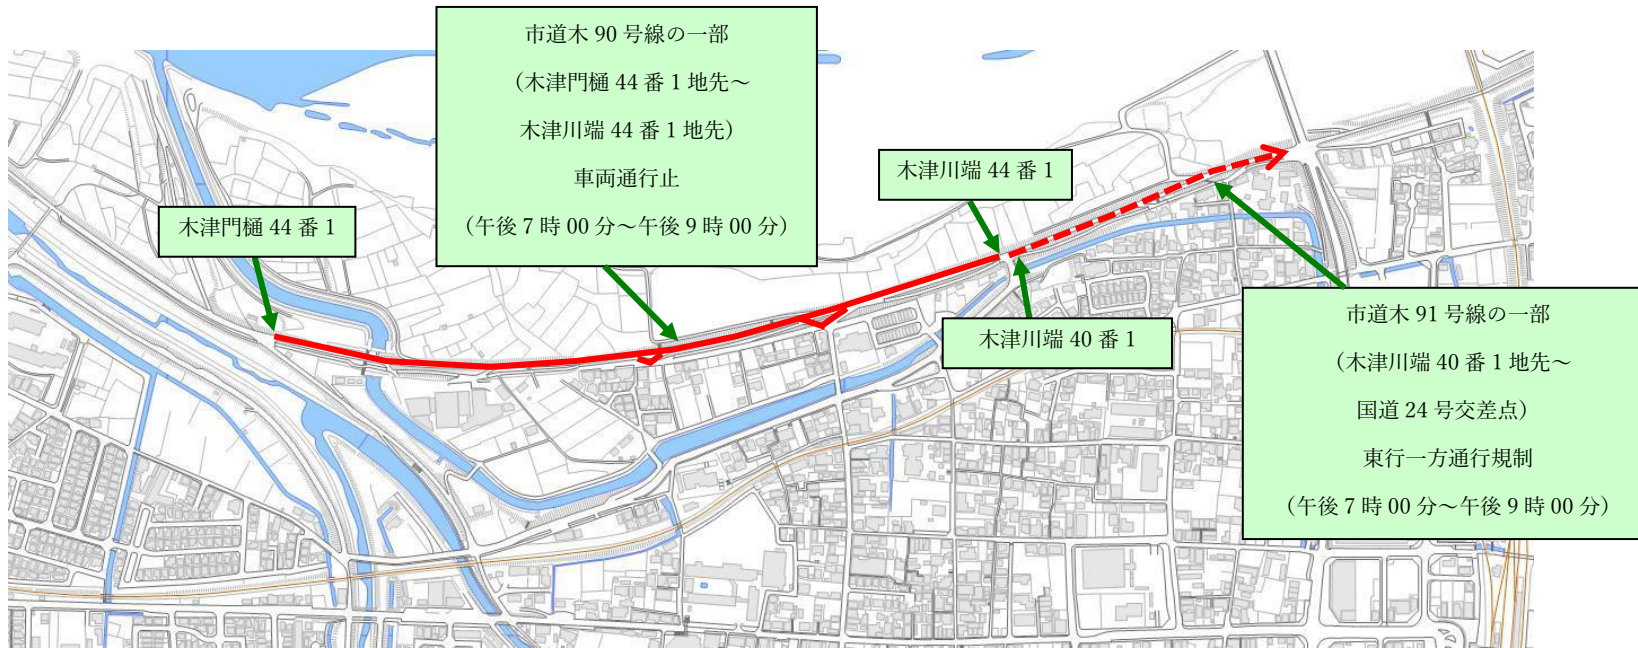 市道木 90 号線の一部
（木津門樋 44 番 1 地先～
木津川端 44 番 1 地先）
車両通行止
（午後 7 時 00 分～午後 9 時 00 分）
木津川端 44 番 1
木津門樋 44 番 1
木津川端 40 番 1
市道木 91 号線の一部
（木津川端 40 番 1 地先～
国道 24 号交差点）
東行一方通行規制
（午後 7 時 00 分～午後 9 時 00 分）